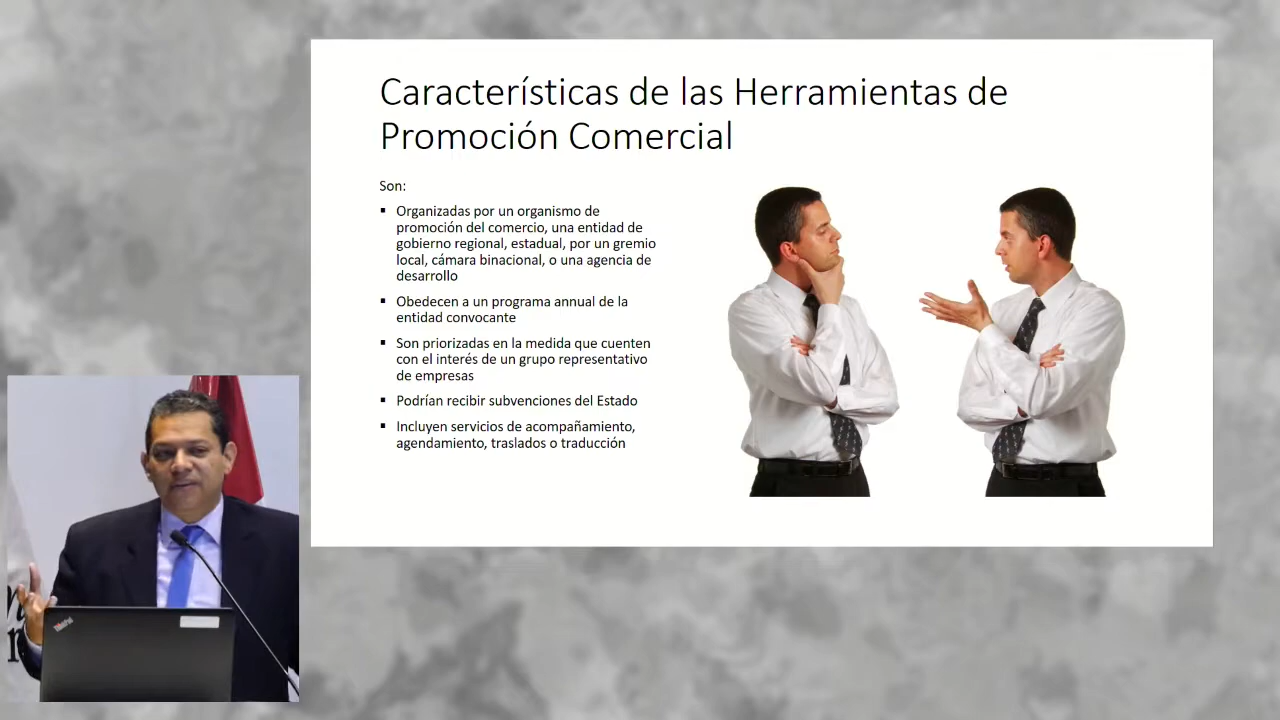 Características de las Herramientas de
Promoción Comercial
Son:
▪ Organizadas por un organismo de
promoción del comercio, una entidad de
gobierno regional, estadual, por un gremio
local, cámara binacional, o una agencia de
desarrollo
▪ Obedecen a un programa annual de la
entidad convocante
▪ Son priorizadas en la medida que cuenten
con el interés de un grupo representativo
de empresas
▪ Podrían recibir subvenciones del Estado
▪ Incluyen servicios de acompañamiento,
agendamiento, traslados o traducción